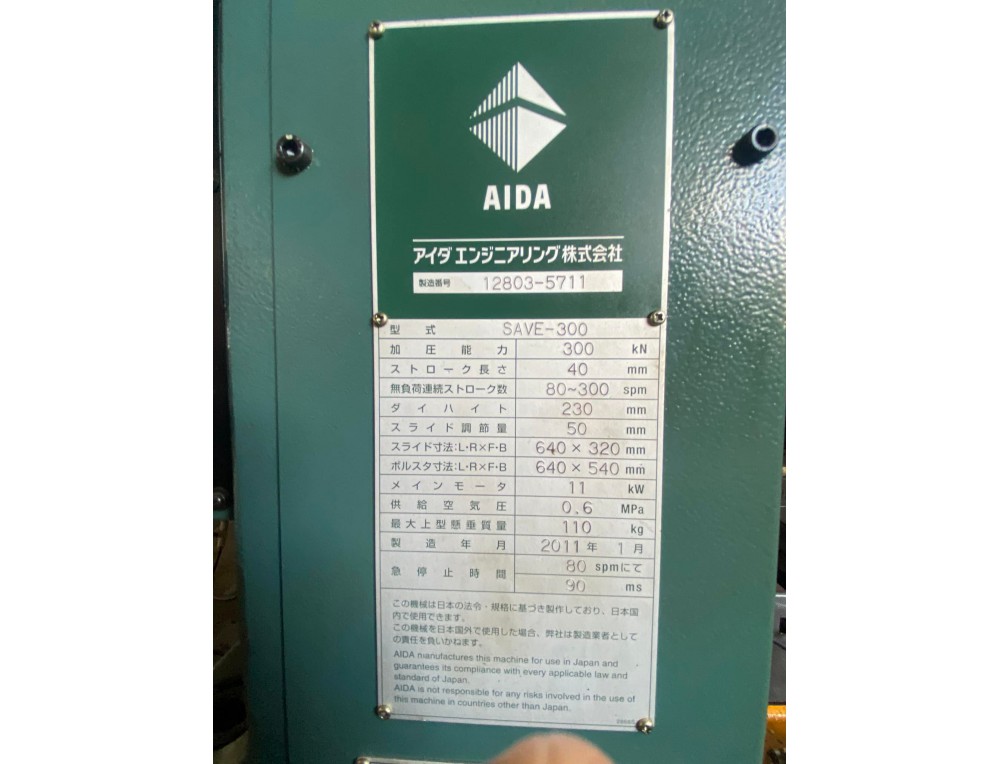 AIDA
アイダエンジニアリング株式会社
製造番号 12803-5711
型式 SAVE-300
加圧能力 300 kN
ストローク長さ 40 mm
無負荷連続ストローク数 80~300 spm
ダイハイト 230 mm
スライド調節量 50 mm
スライド寸法:L・R×F・B 640×320 mm
ボルスタ寸法:L・R×F・B 640×540 mm
メインモータ 11 kW
供給空気圧 0.6 MPa
最大上型懸垂質量 110 kg
製造年月 2011年 1月
急停止時間 80 spmにて
90 ms
この機械は日本の法令・規格に基づき製作しており、日本国
内で使用できます。
この機械を日本国外で使用した場合、弊社は製造業者として
の責任を負いかねます。
AIDA manufactures this machine for use in Japan and
guarantees its compliance with every applicable law and
standard of Japan.
AIDA is not responsible for any risks involved in the use of
this machine in countries other than Japan.